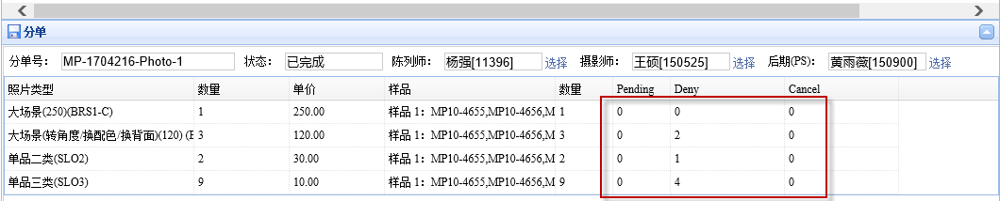 分单
分单号： MP-1704216-Photo-1 状态： 已完成 陈列师： 杨强[11396] 选择 摄影师： 王硕[150525] 选择 后期(PS)： 黄雨薇[150900] 选择
照片类型 数量 单价 样品 数量 Pending Deny Cancel
大场景(250)(BRS1-C) 1 250.00 样品 1：MP10-4655,MP10-4656,M 1 0 0 0
大场景(转角度/换配色/换背面)(120) (B 3 120.00 样品 1：MP10-4655,MP10-4656,M 3 0 2 0
单品二类(SLO2) 2 30.00 样品 1：MP10-4655,MP10-4656,M 2 0 1 0
单品三类(SLO3) 9 10.00 样品 1：MP10-4655,MP10-4656,M 9 0 4 0